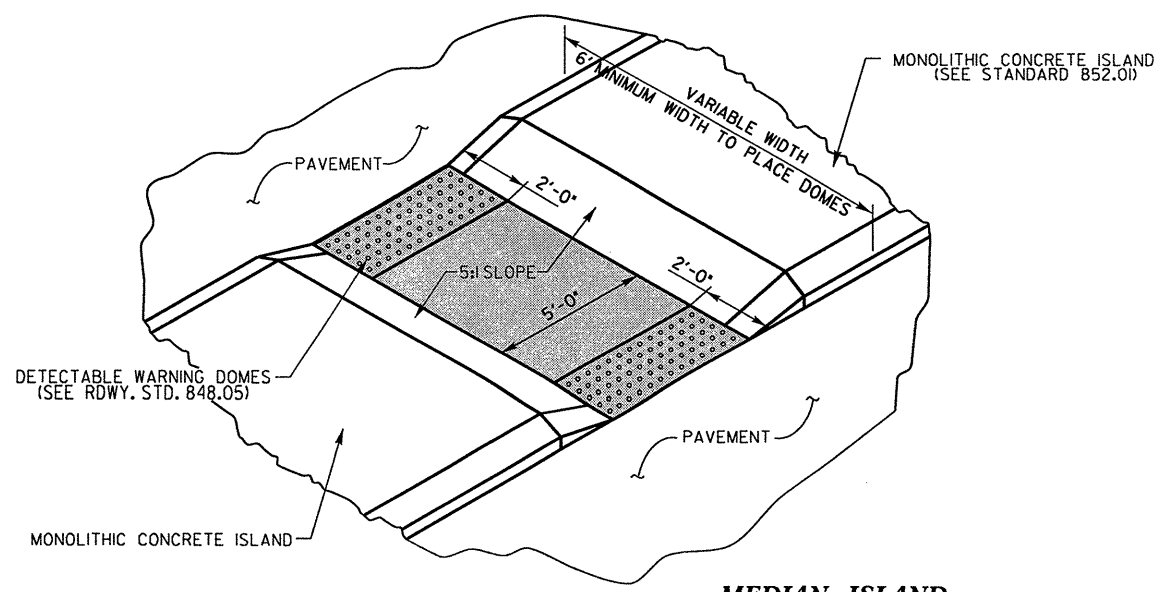 MONOLITHIC CONCRETE ISLAND
(SEE STANDARD 852.01)
VARIABLE WIDTH
6' MINIMUM WIDTH TO PLACE DOMES
PAVEMENT
2'-0"
5:1 SLOPE
2'-0"
5'-0"
DETECTABLE WARNING DOMES
(SEE RDWY. STD. 848.05)
PAVEMENT
MONOLITHIC CONCRETE ISLAND
MEDIAN ISLAND